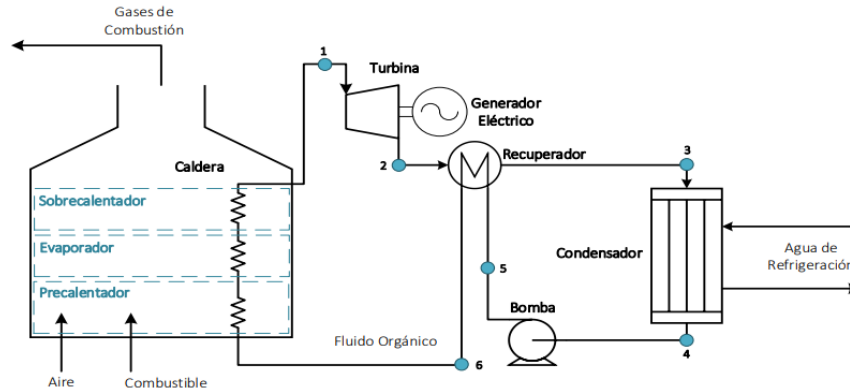 Gases de
Combustión
1
Turbina
Generador
Eléctrico
2
Recuperador
3
Caldera
Sobrecalentador
Evaporador
Precalentador
Condensador
Agua de
Refrigeración
5
Bomba
4
Fluido Orgánico
6
Aire
Combustible